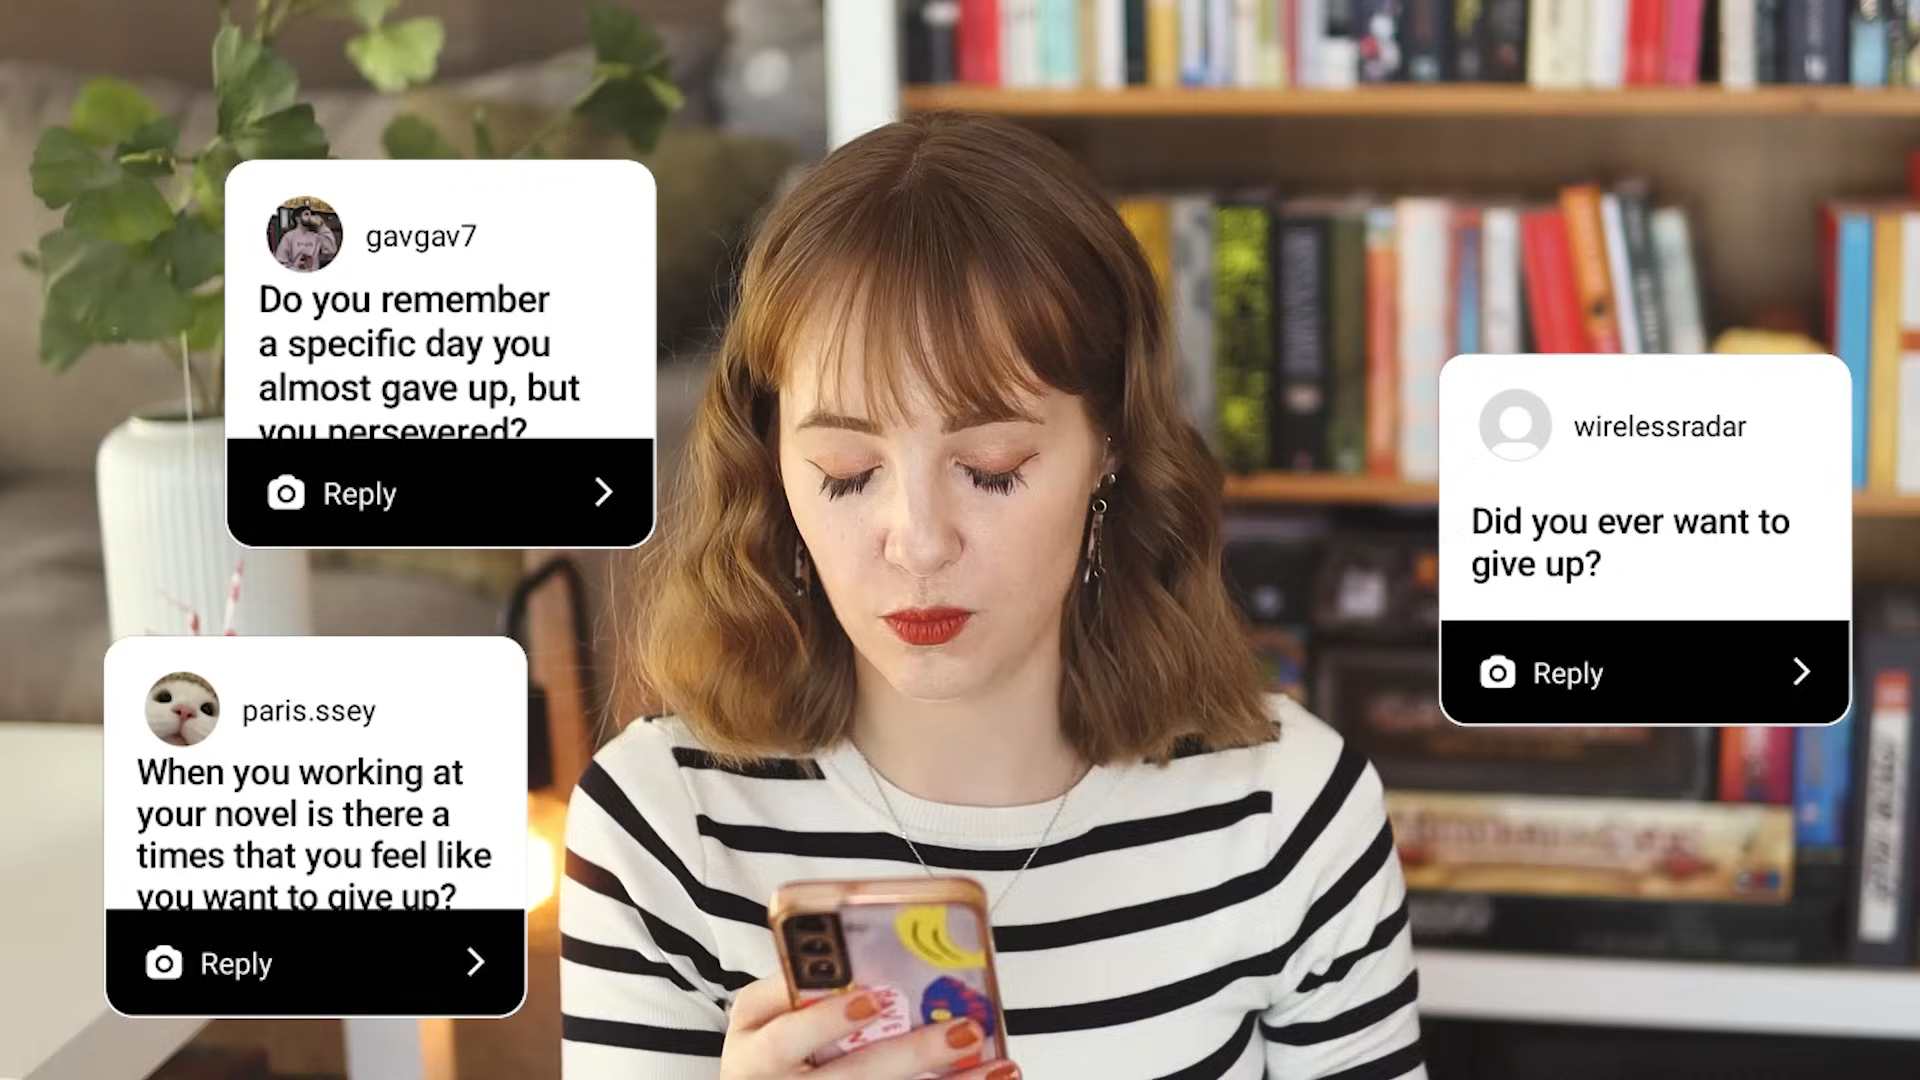 gavgav7
Do you remember
a specific day you
almost gave up, but
you persevered?
Reply
paris.ssey
When you working at
your novel is there a
times that you feel like
you want to give up?
Reply
wirelessradar
Did you ever want to
give up?
Reply